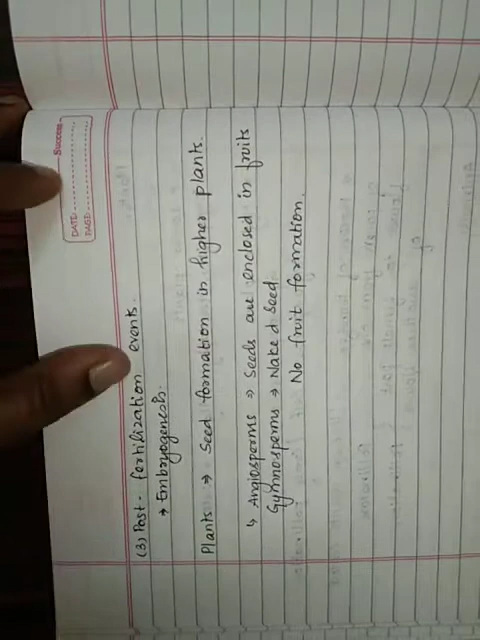 Success
DATE:
PAGE:
(3) Post-fertilization events.
→ Embryogenesis.
Plants → Seed formation in higher plants.
↳ Angiosperms → Seeds are enclosed in fruits
Gymnosperms → Naked seed.
No fruit formation.